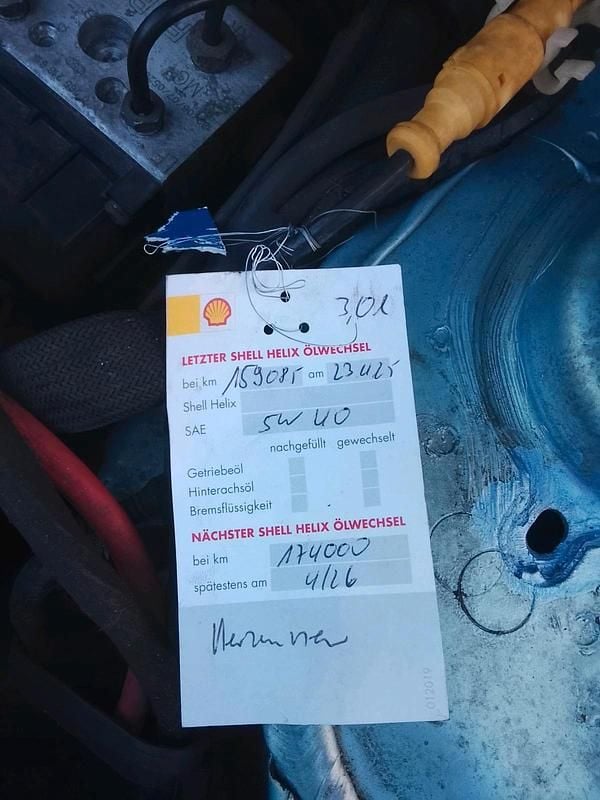 3,0l
LETZTER SHELL HELIX ÖLWECHSEL
bei km 159085 am 23.4.25
Shell Helix
SAE 5W40
nachgefüllt gewechselt
Getriebeöl
Hinterachsöl
Bremsflüssigkeit
NÄCHSTER SHELL HELIX ÖLWECHSEL
bei km 174000
spätestens am 4/26
012019